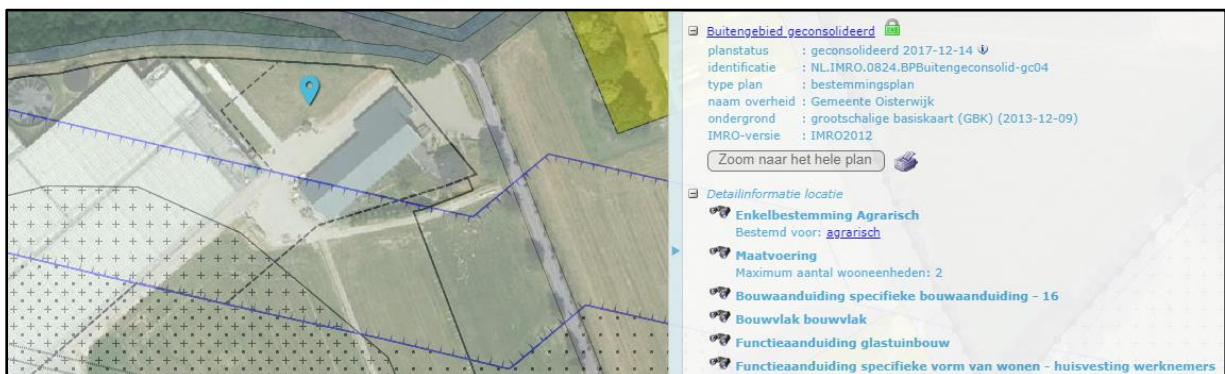 Buitengebied geconsolideerd
planstatus : geconsolideerd 2017-12-14
identificatie : NL.IMRO.0824.BPBuitengeconsolid-gc04
type plan : bestemmingsplan
naam overheid : Gemeente Oisterwijk
ondergrond : grootschalige basiskaart (GBK) (2013-12-09)
IMRO-versie : IMRO2012
Zoom naar het hele plan
Detailinformatie locatie
Enkelbestemming Agrarisch
Bestemd voor: agrarisch
Maatvoering
Maximum aantal wooneenheden: 2
Bouwaanduiding specifieke bouwaanduiding - 16
Bouwvlak bouwvlak
Functieaanduiding glastuinbouw
Functieaanduiding specifieke vorm van wonen - huisvesting werknemers